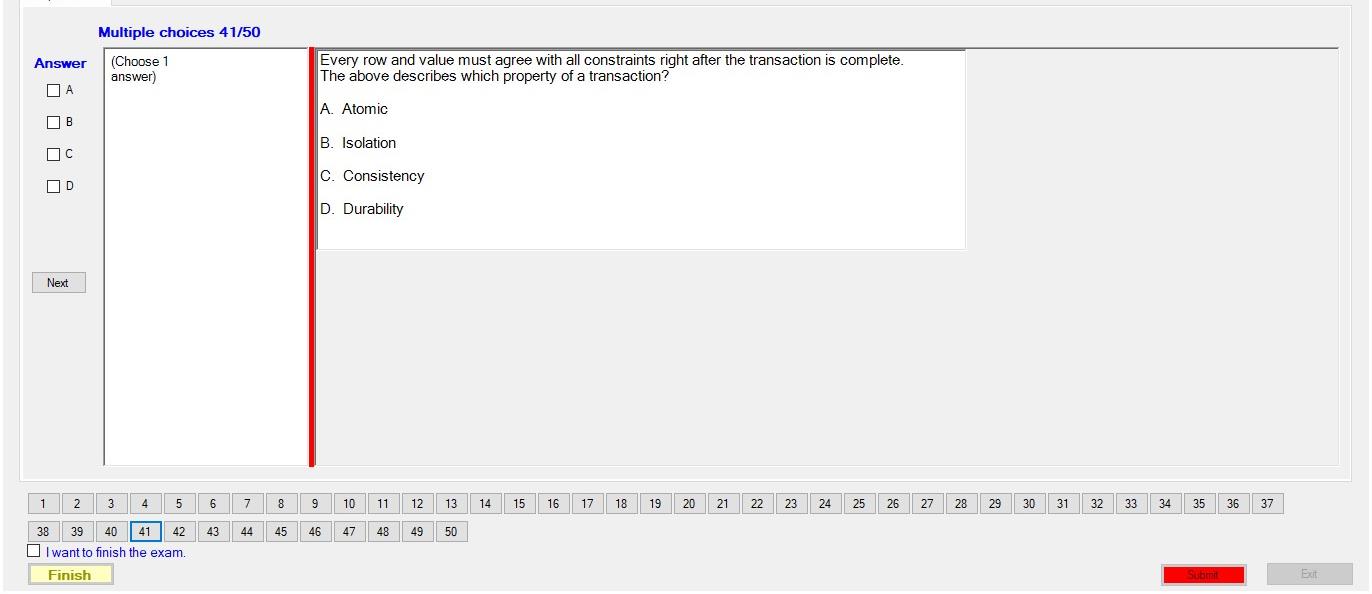 Multiple choices 41/50
Answer
A
B
C
D
Next
(Choose 1
answer)
Every row and value must agree with all constraints right after the transaction is complete.
The above describes which property of a transaction?
A. Atomic
B. Isolation
C. Consistency
D. Durability
1 2 3 4 5 6 7 8 9 10 11 12 13 14 15 16 17 18 19 20 21 22 23 24 25 26 27 28 29 30 31 32 33 34 35 36 37
38 39 40 41 42 43 44 45 46 47 48 49 50
I want to finish the exam.
Finish
Submit
Exit